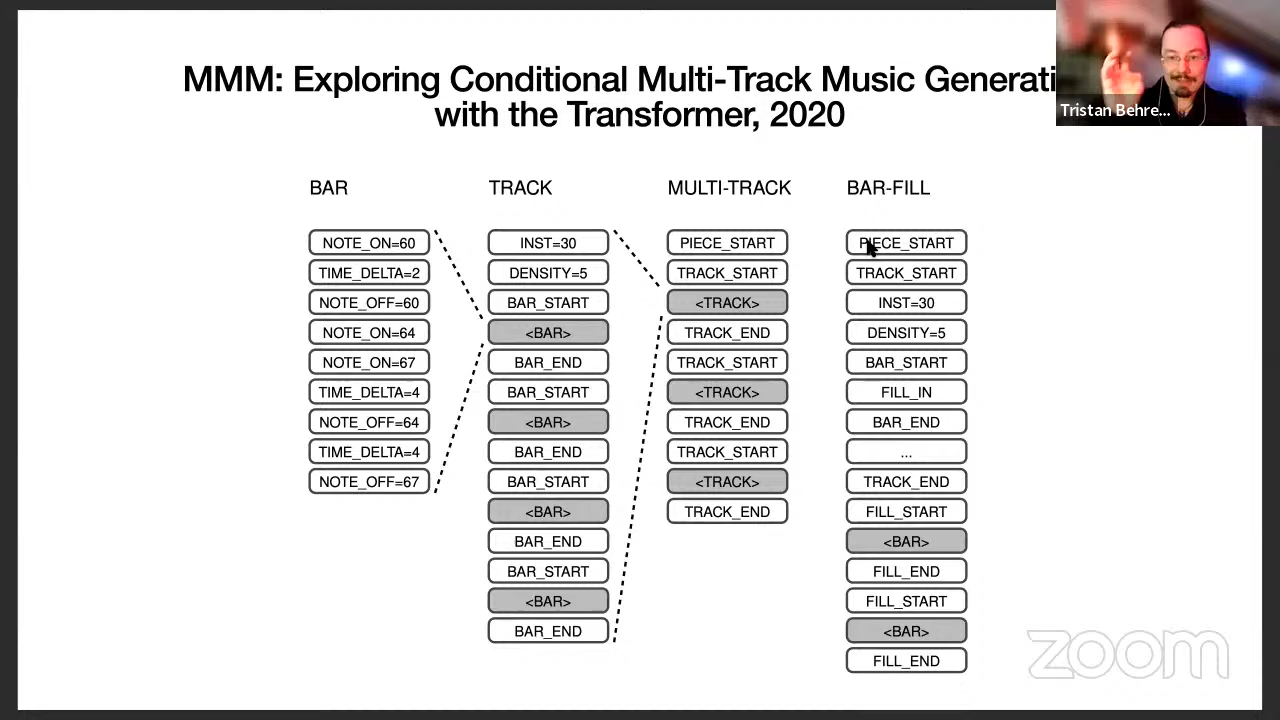 MMM: Exploring Conditional Multi-Track Music Generati
with the Transformer, 2020
Tristan Behre...
BAR
NOTE_ON=60
TIME_DELTA=2
NOTE_OFF=60
NOTE_ON=64
NOTE_ON=67
TIME_DELTA=4
NOTE_OFF=64
TIME_DELTA=4
NOTE_OFF=67
TRACK
INST=30
DENSITY=5
BAR_START
<BAR>
BAR_END
BAR_START
<BAR>
BAR_END
BAR_START
<BAR>
BAR_END
BAR_START
<BAR>
BAR_END
MULTI-TRACK
PIECE_START
TRACK_START
<TRACK>
TRACK_END
TRACK_START
<TRACK>
TRACK_END
TRACK_START
<TRACK>
TRACK_END
BAR-FILL
PIECE_START
TRACK_START
INST=30
DENSITY=5
BAR_START
FILL_IN
BAR_END
...
TRACK_END
FILL_START
<BAR>
FILL_END
FILL_START
<BAR>
FILL_END
zoom